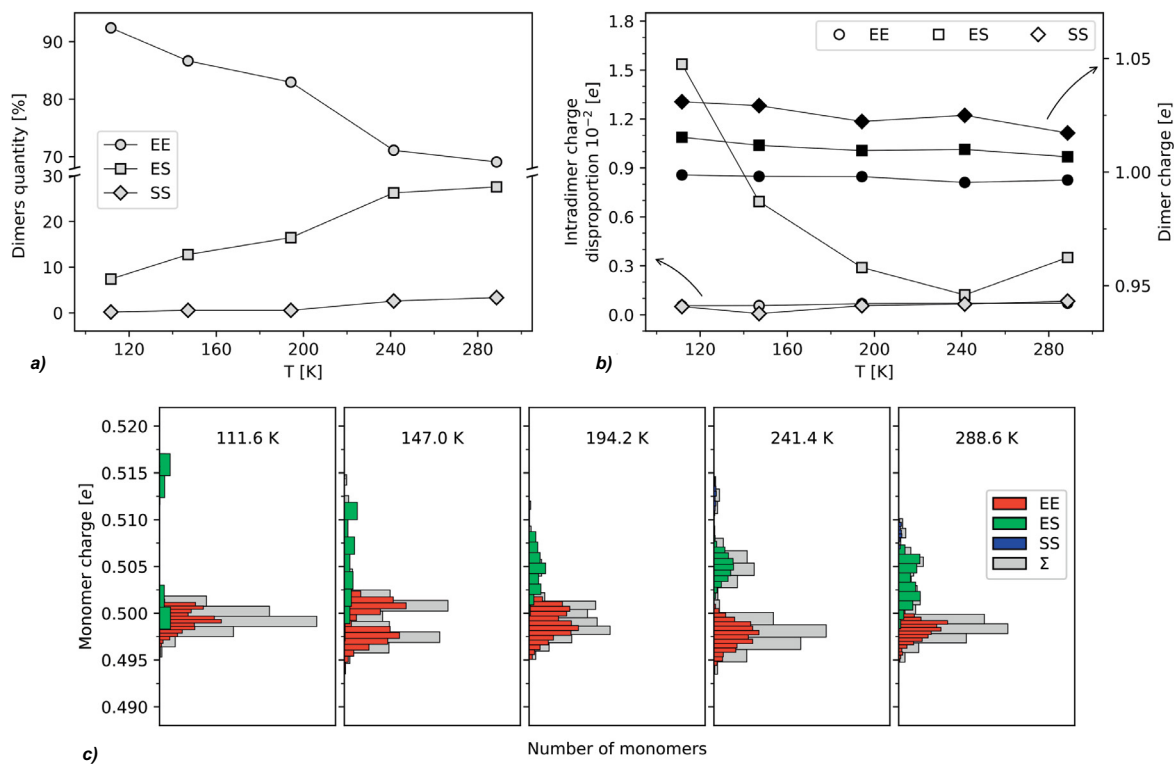 90
80
70
30
20
10
0
Dimers quantity [%]
EE
ES
SS
120 160 200 240 280
T [K]
a)
1.8
1.5
1.2
0.9
0.6
0.3
0.0
Intradimer charge
disproportion 10⁻² [e]
EE ES SS
1.05
1.00
0.95
Dimer charge [e]
120 160 200 240 280
T [K]
b)
0.520
0.515
0.510
0.505
0.500
0.495
0.490
Monomer charge [e]
111.6 K 147.0 K 194.2 K 241.4 K 288.6 K
EE
ES
SS
Σ
Number of monomers
c)